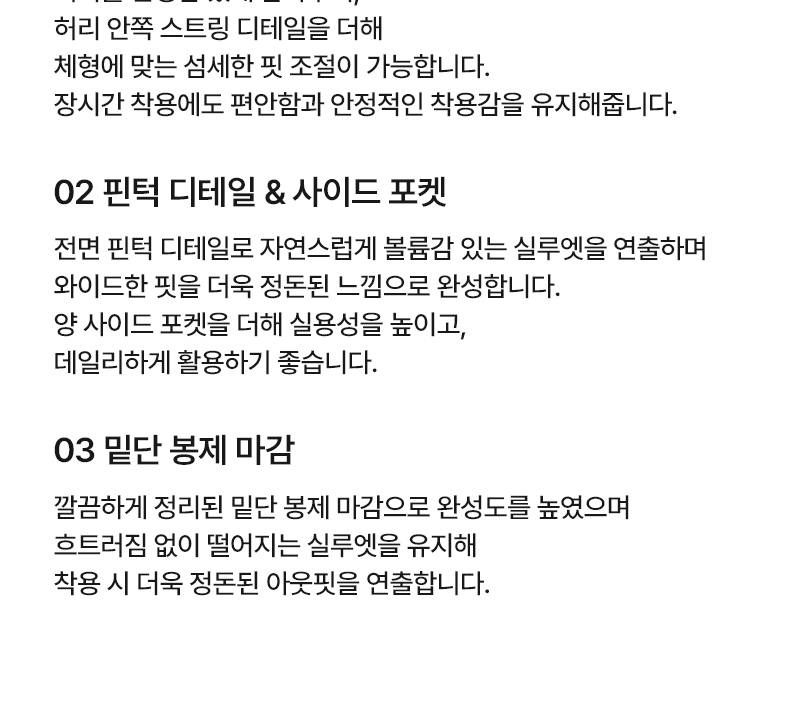 허리 안쪽 스트링 디테일을 더해
체형에 맞는 섬세한 핏 조절이 가능합니다.
장시간 착용에도 편안함과 안정적인 착용감을 유지해줍니다.
02 핀턱 디테일 & 사이드 포켓
전면 핀턱 디테일로 자연스럽게 볼륨감 있는 실루엣을 연출하며
와이드한 핏을 더욱 정돈된 느낌으로 완성합니다.
양 사이드 포켓을 더해 실용성을 높이고,
데일리하게 활용하기 좋습니다.
03 밑단 봉제 마감
깔끔하게 정리된 밑단 봉제 마감으로 완성도를 높였으며
흐트러짐 없이 떨어지는 실루엣을 유지해
착용 시 더욱 정돈된 아웃핏을 연출합니다.